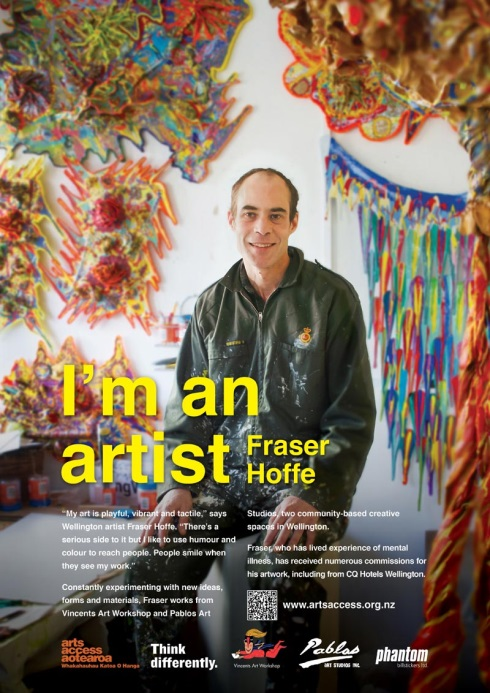 I'm an
artist
Fraser
Hoffe
"My art is playful, vibrant and tactile," says
Wellington artist Fraser Hoffe. "There's a
serious side to it but I like to use humour and
colour to reach people. People smile when
they see my work."
Constantly experimenting with new ideas,
forms and materials, Fraser works from
Vincents Art Workshop and Pablos Art
Studios, two community-based creative
spaces in Wellington.
Fraser, who has lived experience of mental
illness, has received numerous commissions for
his artwork, including from CQ Hotels Wellington.
www.artsaccess.org.nz
arts
access
aotearoa
Whakahauhau Katoa O Hanga
Think
differently.
Vincents Art Workshop
Pablos
ART STUDIOS INC.
phantom
billstickers ltd